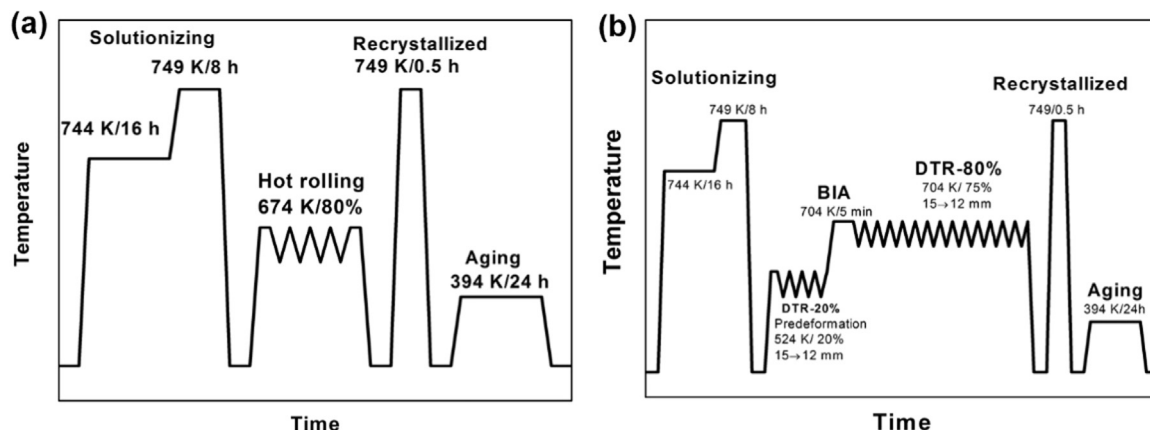 (a)
Solutionizing
749 K/8 h
744 K/16 h
Hot rolling
674 K/80%
Recrystallized
749 K/0.5 h
Aging
394 K/24 h
Temperature
Time
(b)
Solutionizing
749 K/8 h
744 K/16 h
DTR-20%
Predeformation
524 K/ 20%
15→12 mm
BIA
704 K/5 min
DTR-80%
704 K/ 75%
15→12 mm
Recrystallized
749/0.5 h
Aging
394 K/24h
Temperature
Time